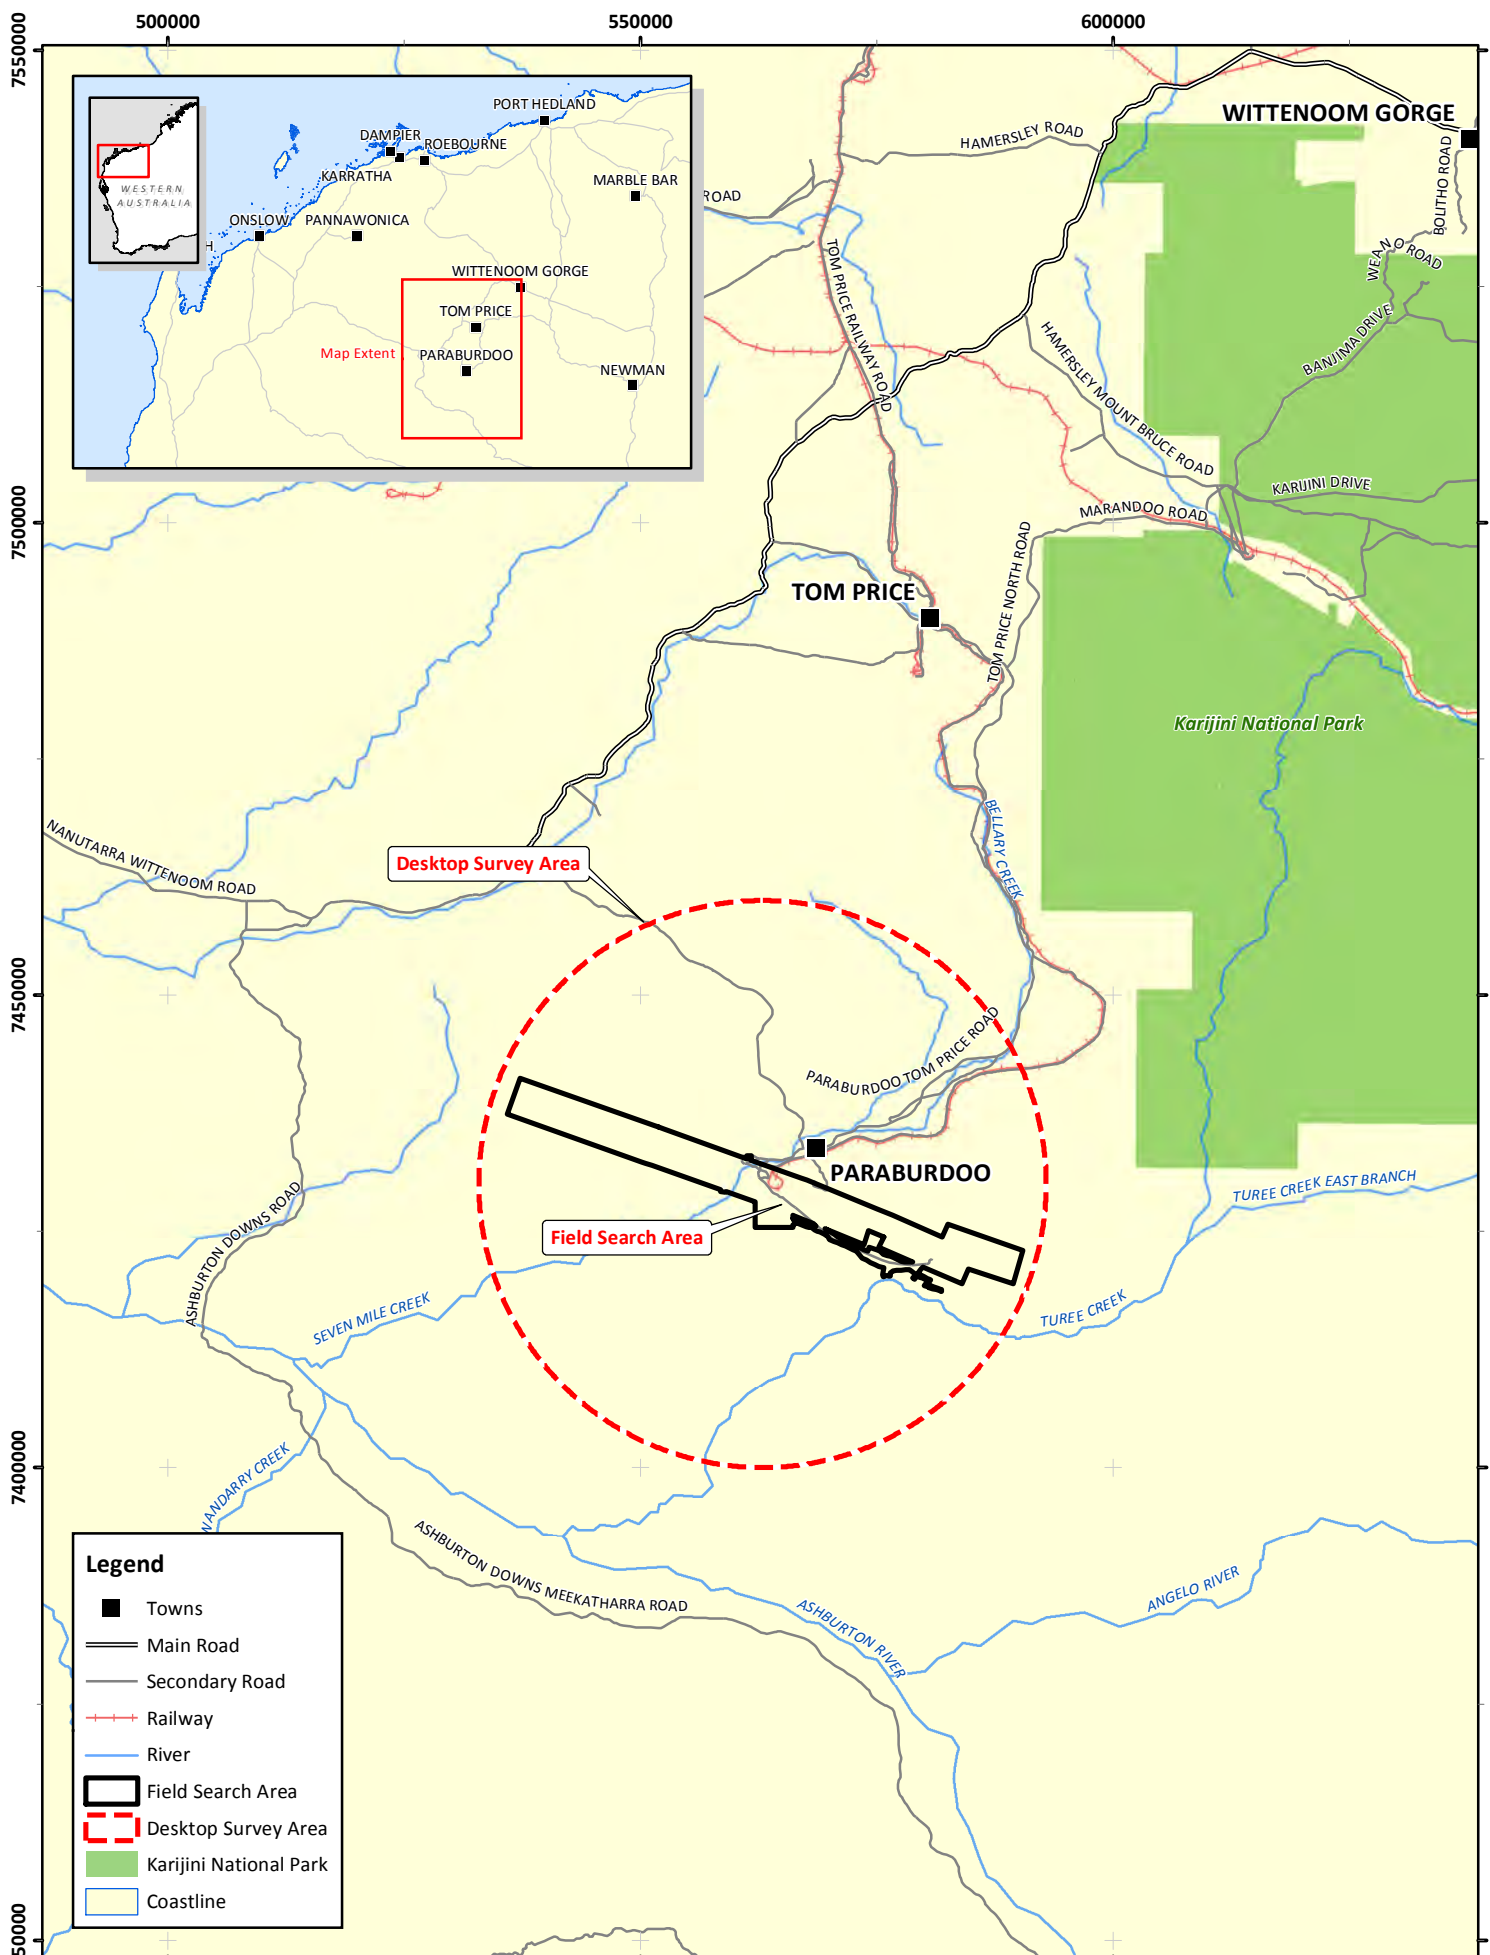 500000
550000
600000
7550000
7500000
7450000
7400000
PORT HEDLAND
DAMPIER
ROEBOURNE
KARRATHA
MARBLE BAR
ONSLOW
PANNAWONICA
WITTENOOM GORGE
TOM PRICE
Map Extent
PARABURDOO
NEWMAN
WESTERN
AUSTRALIA
H
ROAD
HAMERSLEY ROAD
WITTENOOM GORGE
BOLITHO ROAD
WEANO ROAD
BANJIMA DRIVE
TOM PRICE RAILWAY ROAD
HAMERSLEY MOUNT BRUCE ROAD
KARIJINI DRIVE
MARANDOO ROAD
TOM PRICE NORTH ROAD
TOM PRICE
Karijini National Park
BELLARY CREEK
NANUTARRA WITTENOOM ROAD
Desktop Survey Area
PARABURDOO TOM PRICE ROAD
PARABURDOO
Field Search Area
TUREE CREEK EAST BRANCH
TUREE CREEK
ASHBURTON DOWNS ROAD
SEVEN MILE CREEK
ANDARRY CREEK
ASHBURTON DOWNS MEEKATHARRA ROAD
ASHBURTON RIVER
ANGELO RIVER
Legend
Towns
Main Road
Secondary Road
Railway
River
Field Search Area
Desktop Survey Area
Karijini National Park
Coastline
50000